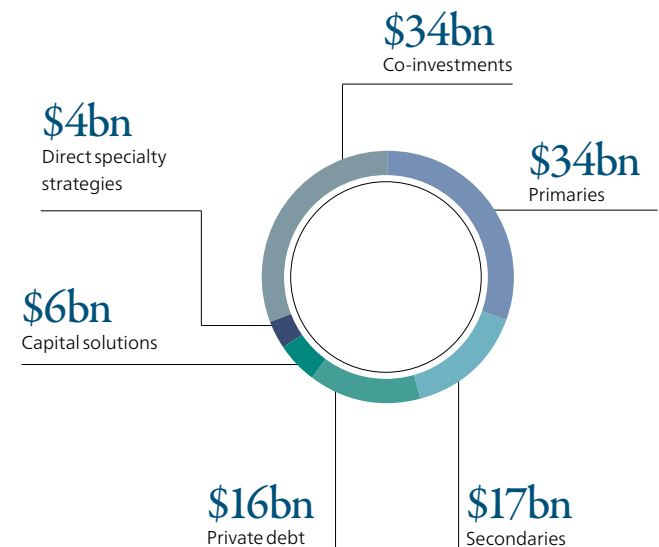 $34bn
Co-investments
$4bn
Direct specialty
strategies
$34bn
Primaries
$6bn
Capital solutions
$16bn
Private debt
$17bn
Secondaries